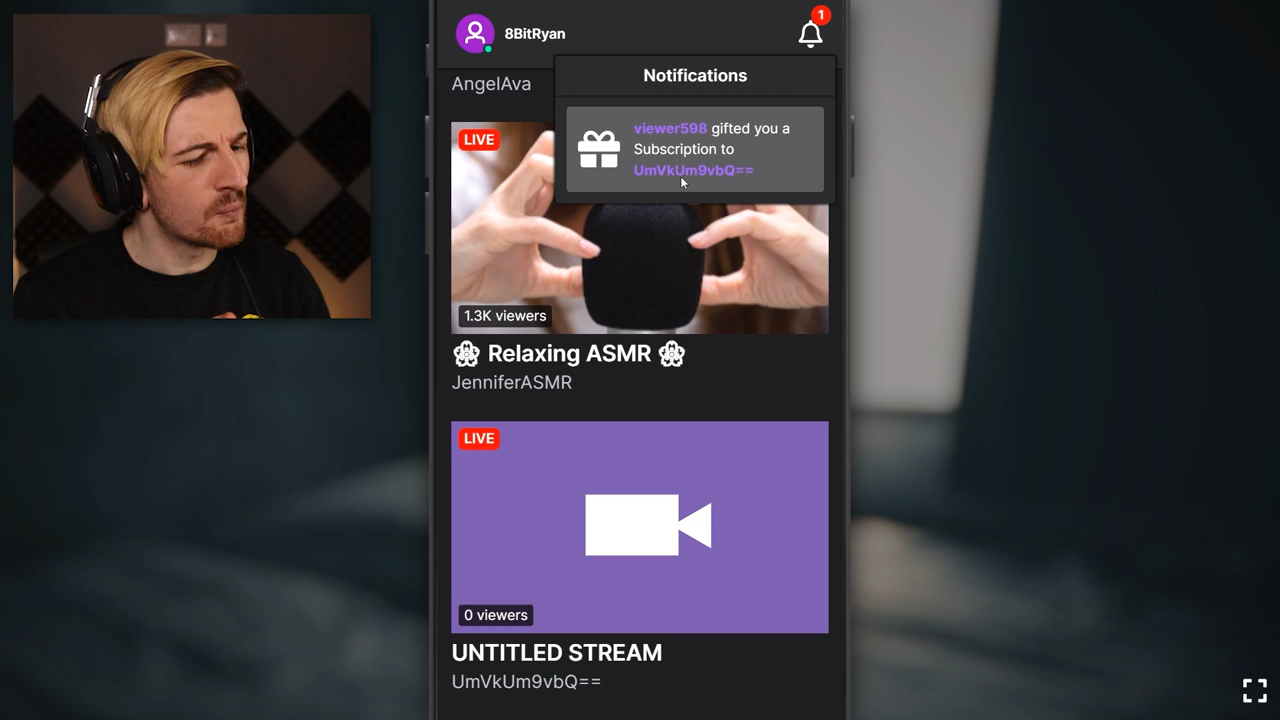 8BitRyan
1
Notifications
AngelAva
viewer598 gifted you a
Subscription to
UmVkUm9vbQ==
LIVE
1.3K viewers
Relaxing ASMR
JenniferASMR
LIVE
0 viewers
UNTITLED STREAM
UmVkUm9vbQ==